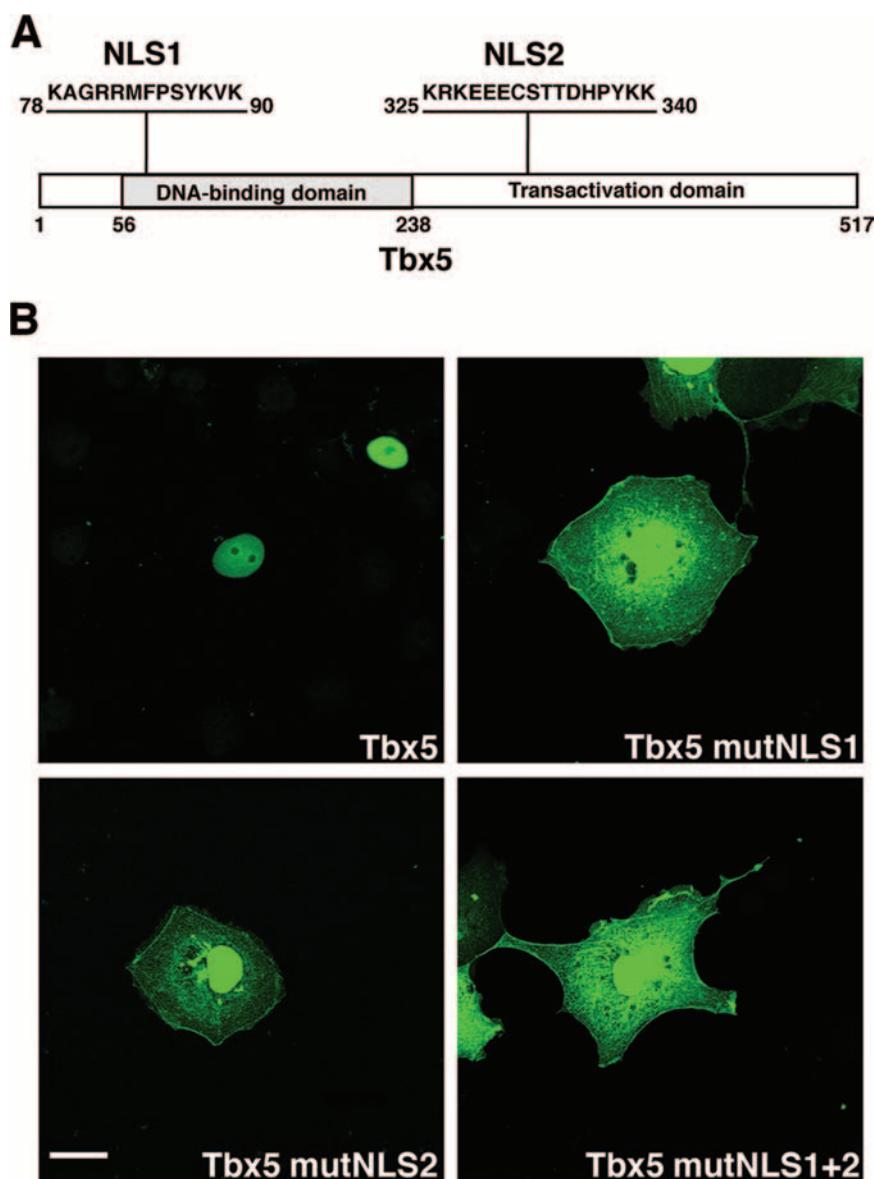 A
NLS1 NLS2
78 KAGRRMFPSYKVK 90 325 KRKEEECSTTDHPYKK 340
DNA-binding domain Transactivation domain
1 56 238 517
Tbx5
B
Tbx5 Tbx5 mutNLS1
Tbx5 mutNLS2 Tbx5 mutNLS1+2